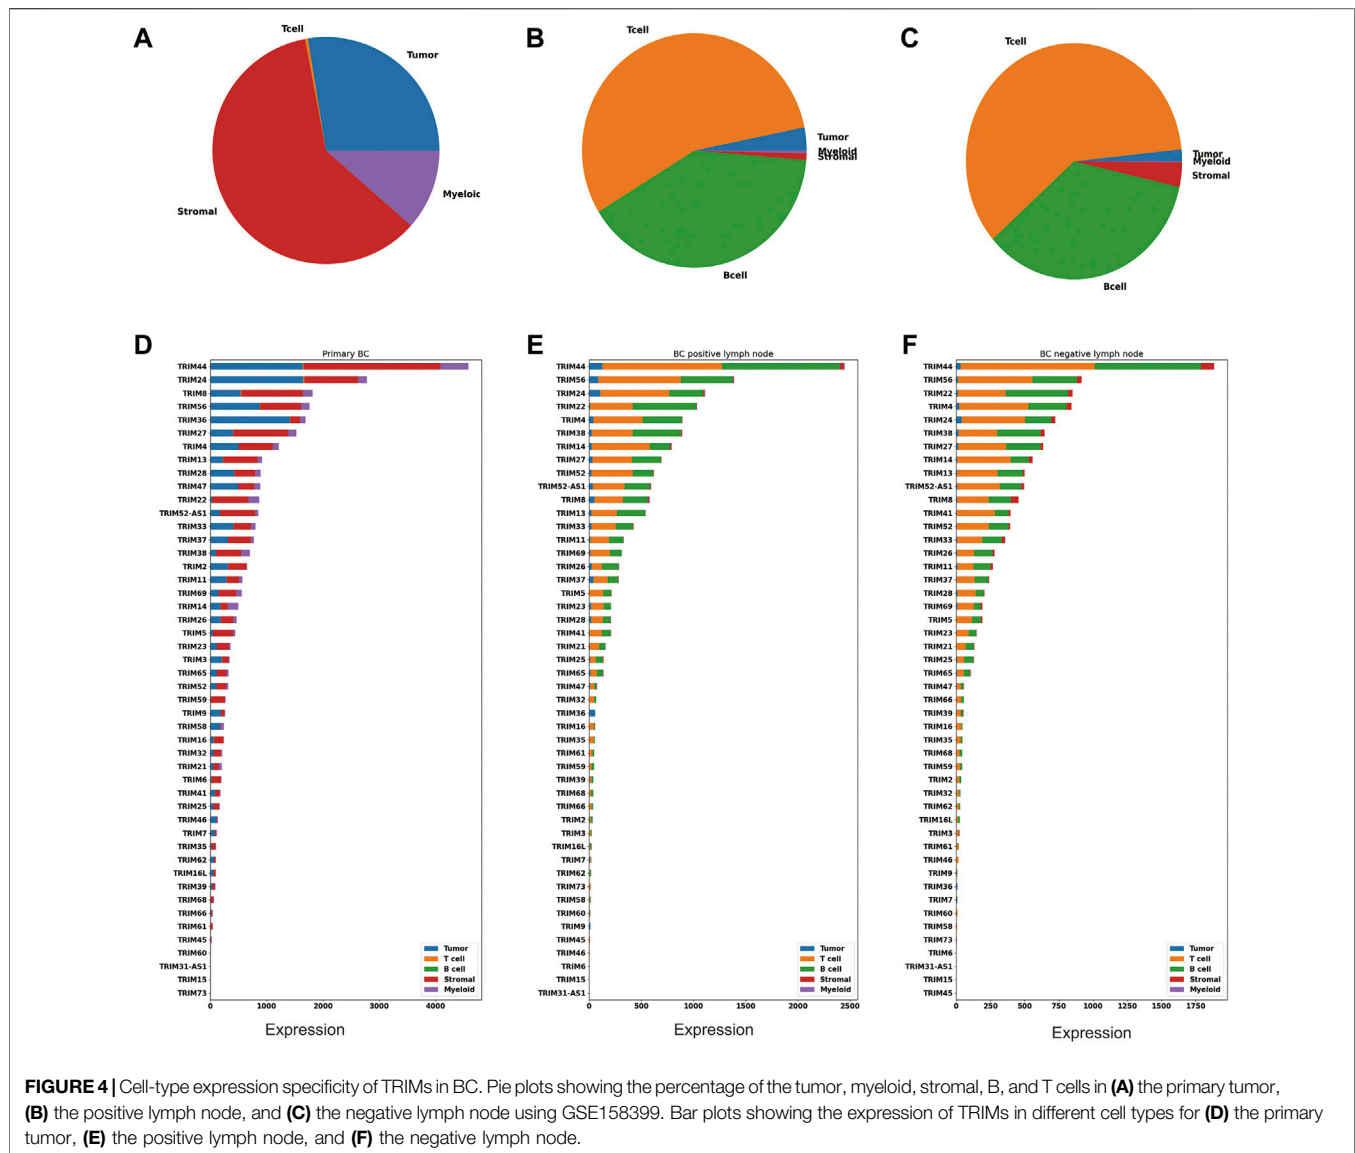 A
B
C
Tcell
Tumor
Stromal
Myeloic
Tcell
Tumor
Myeloid
Stromal
Bcell
Tcell
Tumor
Myeloid
Stromal
Bcell
D
Primary BC
TRIM44
TRIM24
TRIM8
TRIM56
TRIM36
TRIM27
TRIM4
TRIM13
TRIM28
TRIM47
TRIM22
TRIM52-AS1
TRIM33
TRIM37
TRIM38
TRIM2
TRIM11
TRIM69
TRIM14
TRIM26
TRIM5
TRIM23
TRIM3
TRIM65
TRIM52
TRIM59
TRIM9
TRIM58
TRIM16
TRIM32
TRIM21
TRIM6
TRIM41
TRIM25
TRIM46
TRIM7
TRIM35
TRIM62
TRIM16L
TRIM39
TRIM68
TRIM66
TRIM61
TRIM45
TRIM60
TRIM31-AS1
TRIM15
TRIM73
Tumor
T cell
B cell
Stromal
Myeloid
0 1000 2000 3000 4000
Expression
E
BC positive lymph node
TRIM44
TRIM56
TRIM24
TRIM22
TRIM4
TRIM38
TRIM14
TRIM27
TRIM52
TRIM52-AS1
TRIM8
TRIM13
TRIM33
TRIM11
TRIM69
TRIM26
TRIM37
TRIM5
TRIM23
TRIM28
TRIM41
TRIM21
TRIM25
TRIM65
TRIM47
TRIM32
TRIM36
TRIM16
TRIM35
TRIM61
TRIM59
TRIM39
TRIM68
TRIM66
TRIM2
TRIM3
TRIM16L
TRIM7
TRIM62
TRIM73
TRIM58
TRIM60
TRIM9
TRIM45
TRIM46
TRIM6
TRIM15
TRIM31-AS1
Tumor
T cell
B cell
Stromal
Myeloid
0 500 1000 1500 2000 2500
Expression
F
BC negative lymph node
TRIM44
TRIM56
TRIM22
TRIM4
TRIM24
TRIM38
TRIM27
TRIM14
TRIM13
TRIM52-AS1
TRIM8
TRIM41
TRIM52
TRIM33
TRIM26
TRIM11
TRIM37
TRIM28
TRIM69
TRIM5
TRIM23
TRIM21
TRIM25
TRIM65
TRIM47
TRIM66
TRIM39
TRIM16
TRIM35
TRIM68
TRIM59
TRIM2
TRIM32
TRIM62
TRIM16L
TRIM3
TRIM61
TRIM46
TRIM9
TRIM36
TRIM7
TRIM60
TRIM58
TRIM73
TRIM6
TRIM31-AS1
TRIM15
TRIM45
Tumor
T cell
B cell
Stromal
Myeloid
0 250 500 750 1000 1250 1500 1750
Expression
FIGURE 4 | Cell-type expression specificity of TRIMs in BC. Pie plots showing the percentage of the tumor, myeloid, stromal, B, and T cells in (A) the primary tumor,
(B) the positive lymph node, and (C) the negative lymph node using GSE158399. Bar plots showing the expression of TRIMs in different cell types for (D) the primary
tumor, (E) the positive lymph node, and (F) the negative lymph node.